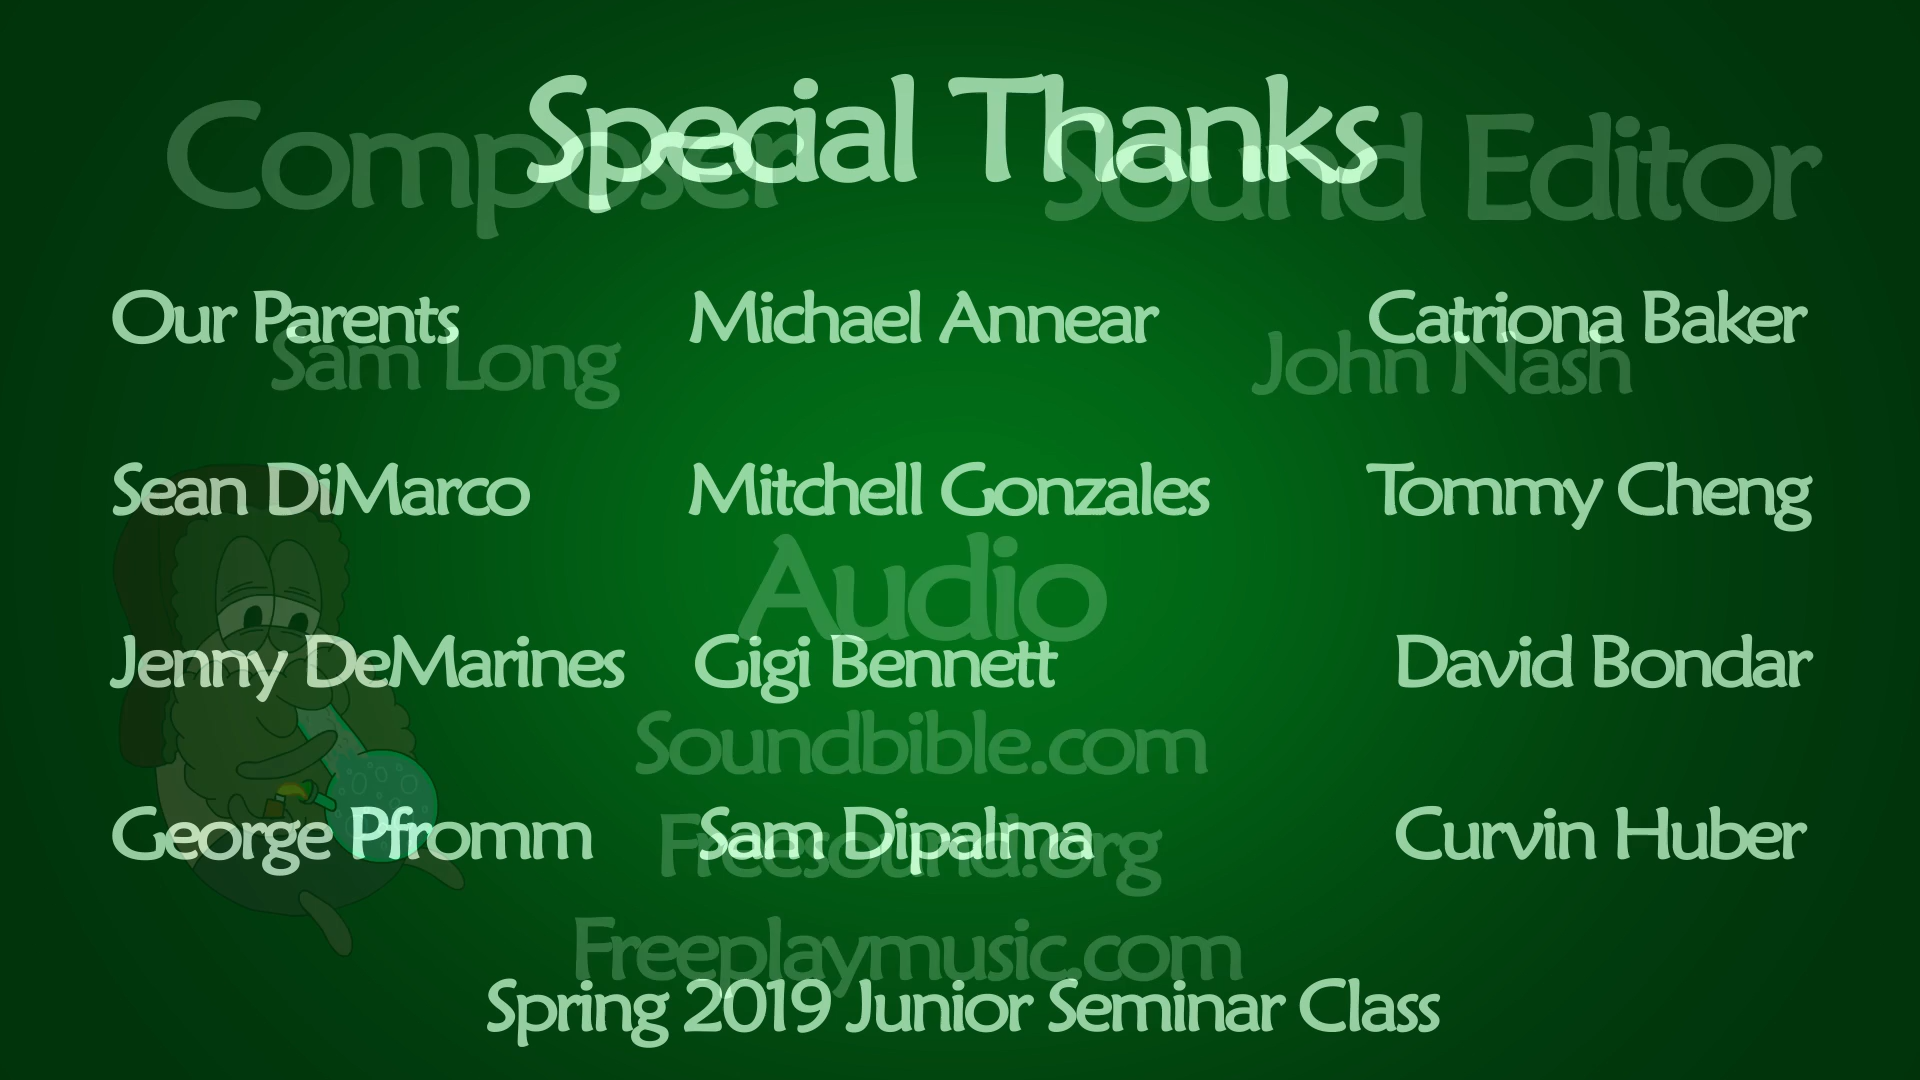 Special Thanks
Composer Sound Editor
Our Parents Michael Annear Catriona Baker
Sam Long John Nash
Sean DiMarco Mitchell Gonzales Tommy Cheng
Audio
Jenny DeMarines Gigi Bennett David Bondar
Soundbible.com
George Pfromm Sam Dipalma Curvin Huber
Freesound.org
Freeplaymusic.com
Spring 2019 Junior Seminar Class